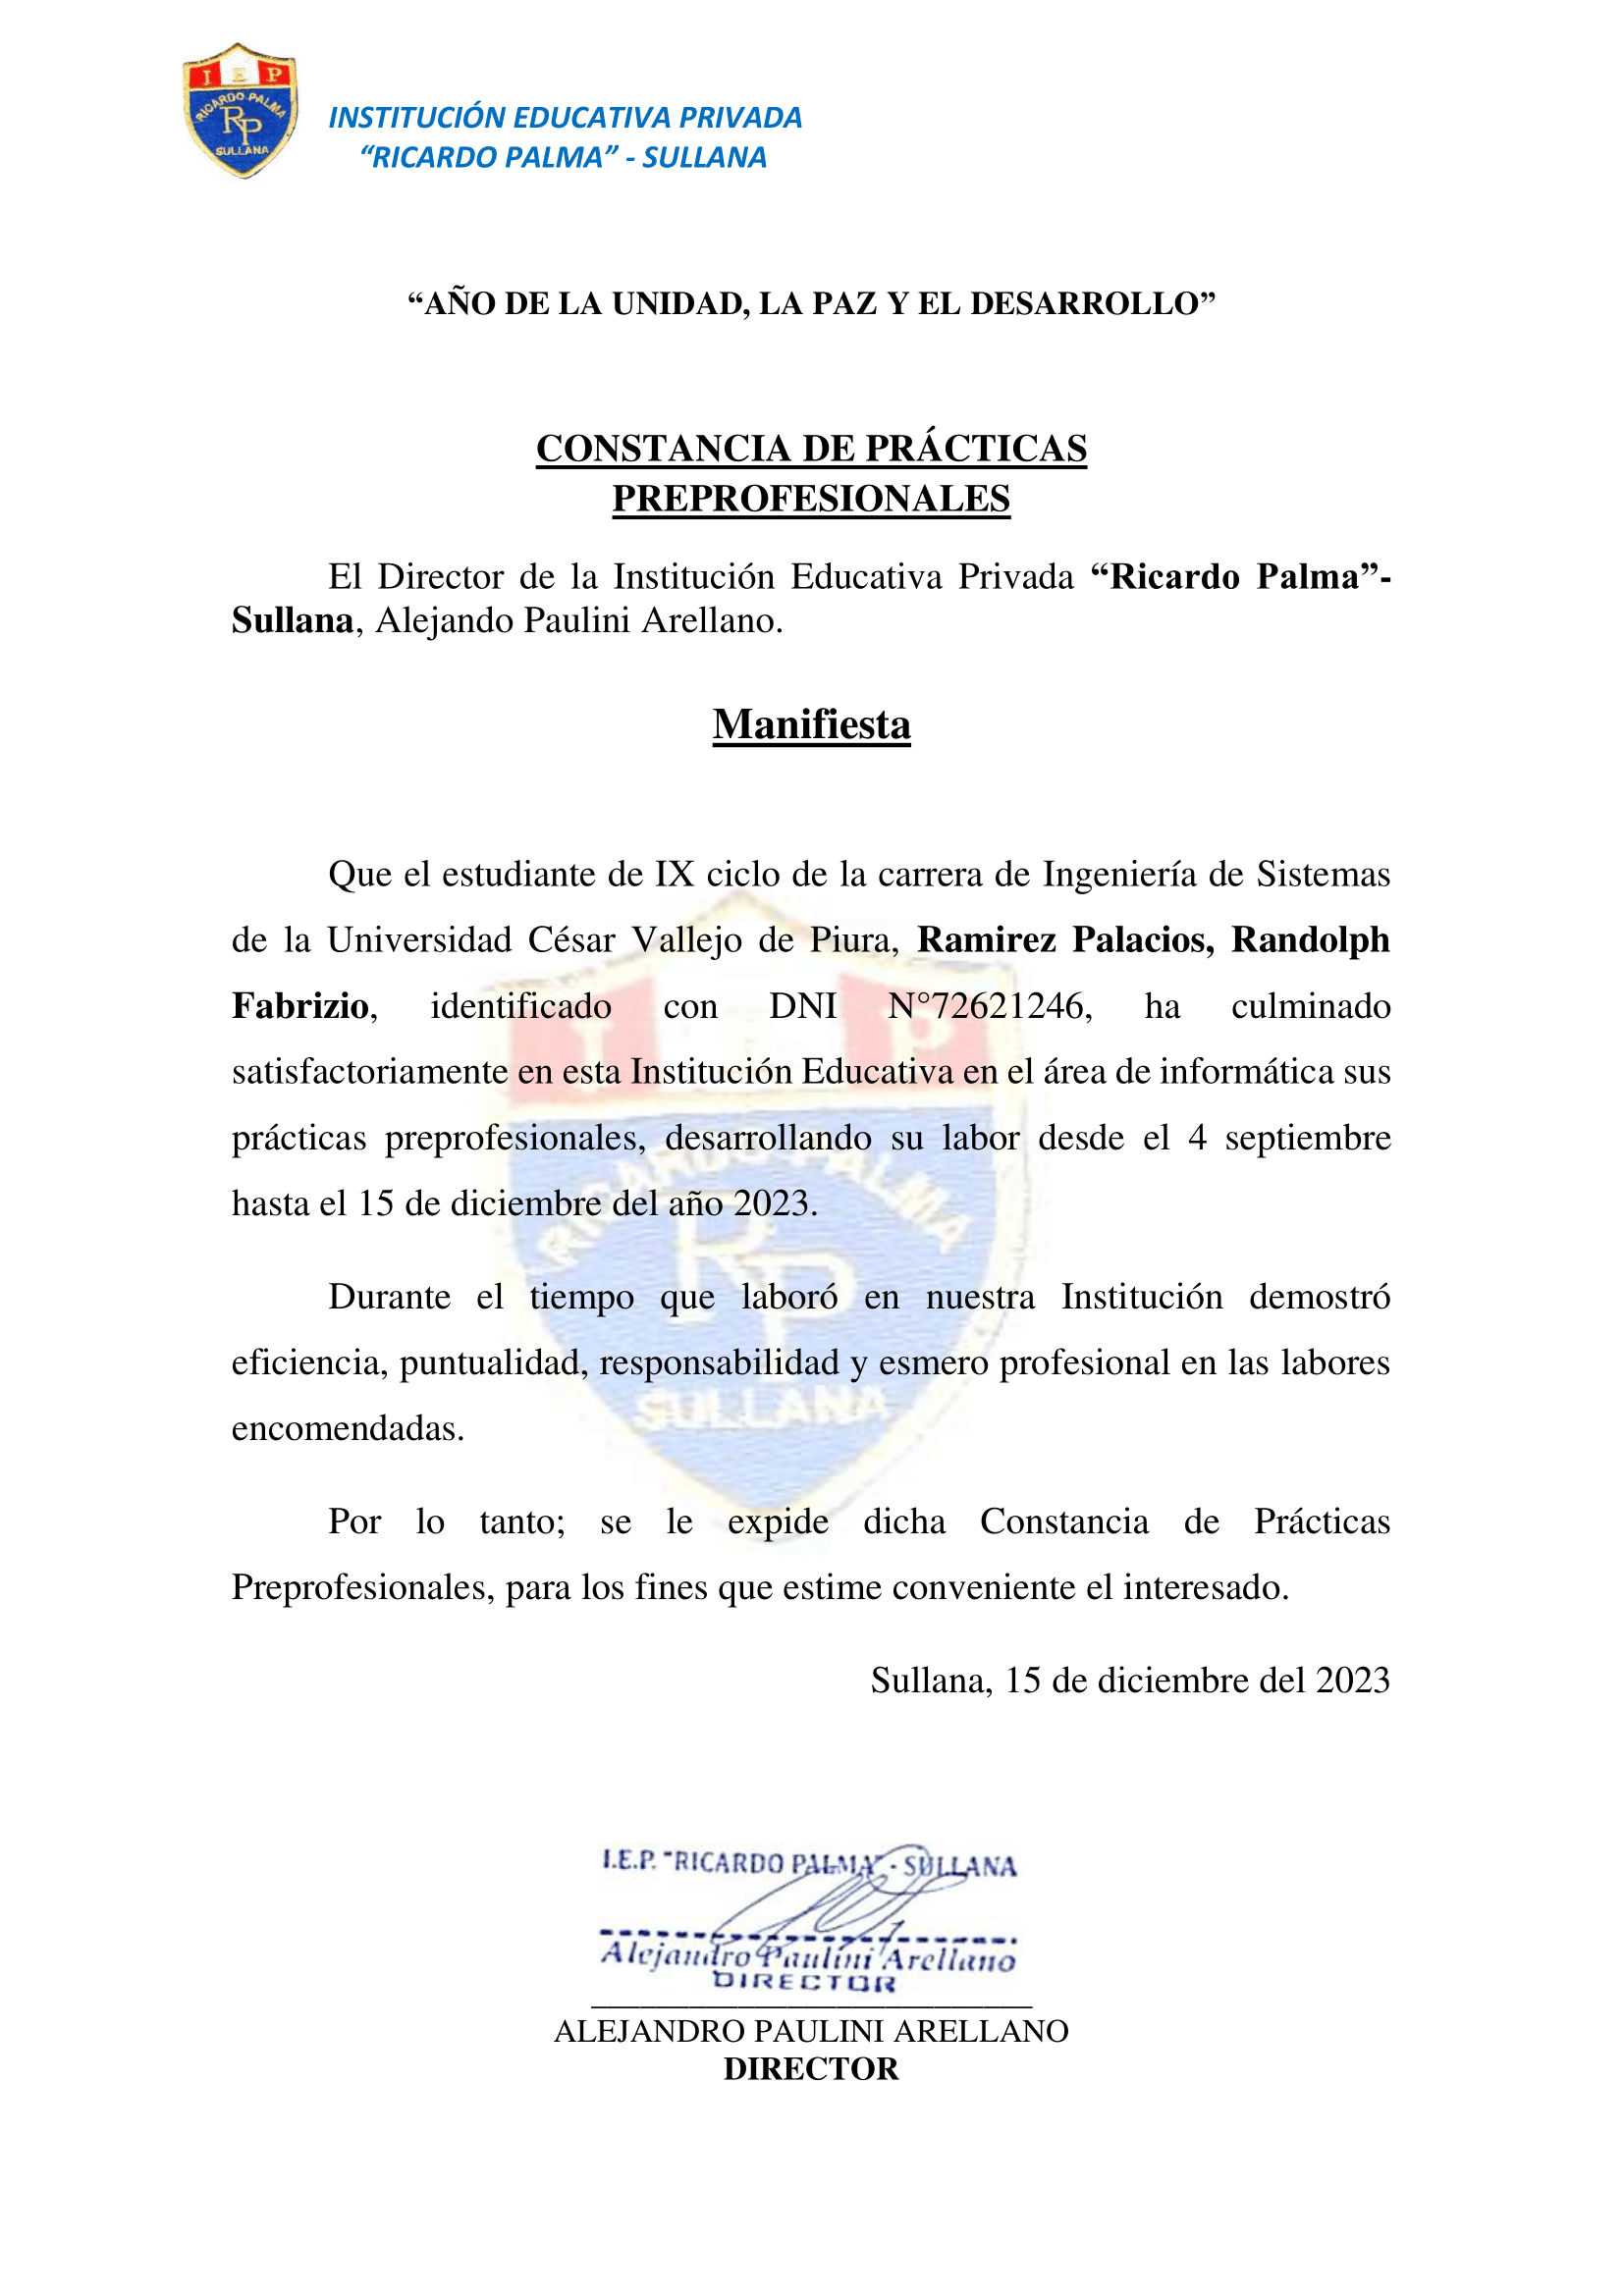 I E P
RICARDO PALMA
RP
SULLANA
INSTITUCIÓN EDUCATIVA PRIVADA
“RICARDO PALMA” - SULLANA
“AÑO DE LA UNIDAD, LA PAZ Y EL DESARROLLO”
CONSTANCIA DE PRÁCTICAS
PREPROFESIONALES
El Director de la Institución Educativa Privada “Ricardo Palma”-
Sullana, Alejando Paulini Arellano.
Manifiesta
Que el estudiante de IX ciclo de la carrera de Ingeniería de Sistemas
de la Universidad César Vallejo de Piura, Ramirez Palacios, Randolph
Fabrizio, identificado con DNI N°72621246, ha culminado
satisfactoriamente en esta Institución Educativa en el área de informática sus
prácticas preprofesionales, desarrollando su labor desde el 4 septiembre
hasta el 15 de diciembre del año 2023.
Durante el tiempo que laboró en nuestra Institución demostró
eficiencia, puntualidad, responsabilidad y esmero profesional en las labores
encomendadas.
Por lo tanto; se le expide dicha Constancia de Prácticas
Preprofesionales, para los fines que estime conveniente el interesado.
Sullana, 15 de diciembre del 2023
I P
RICARDO PALMA
RP
SULLANA
I.E.P. "RICARDO PALMA" - SULLANA
Alejandro Paulini Arellano
DIRECTOR
ALEJANDRO PAULINI ARELLANO
DIRECTOR